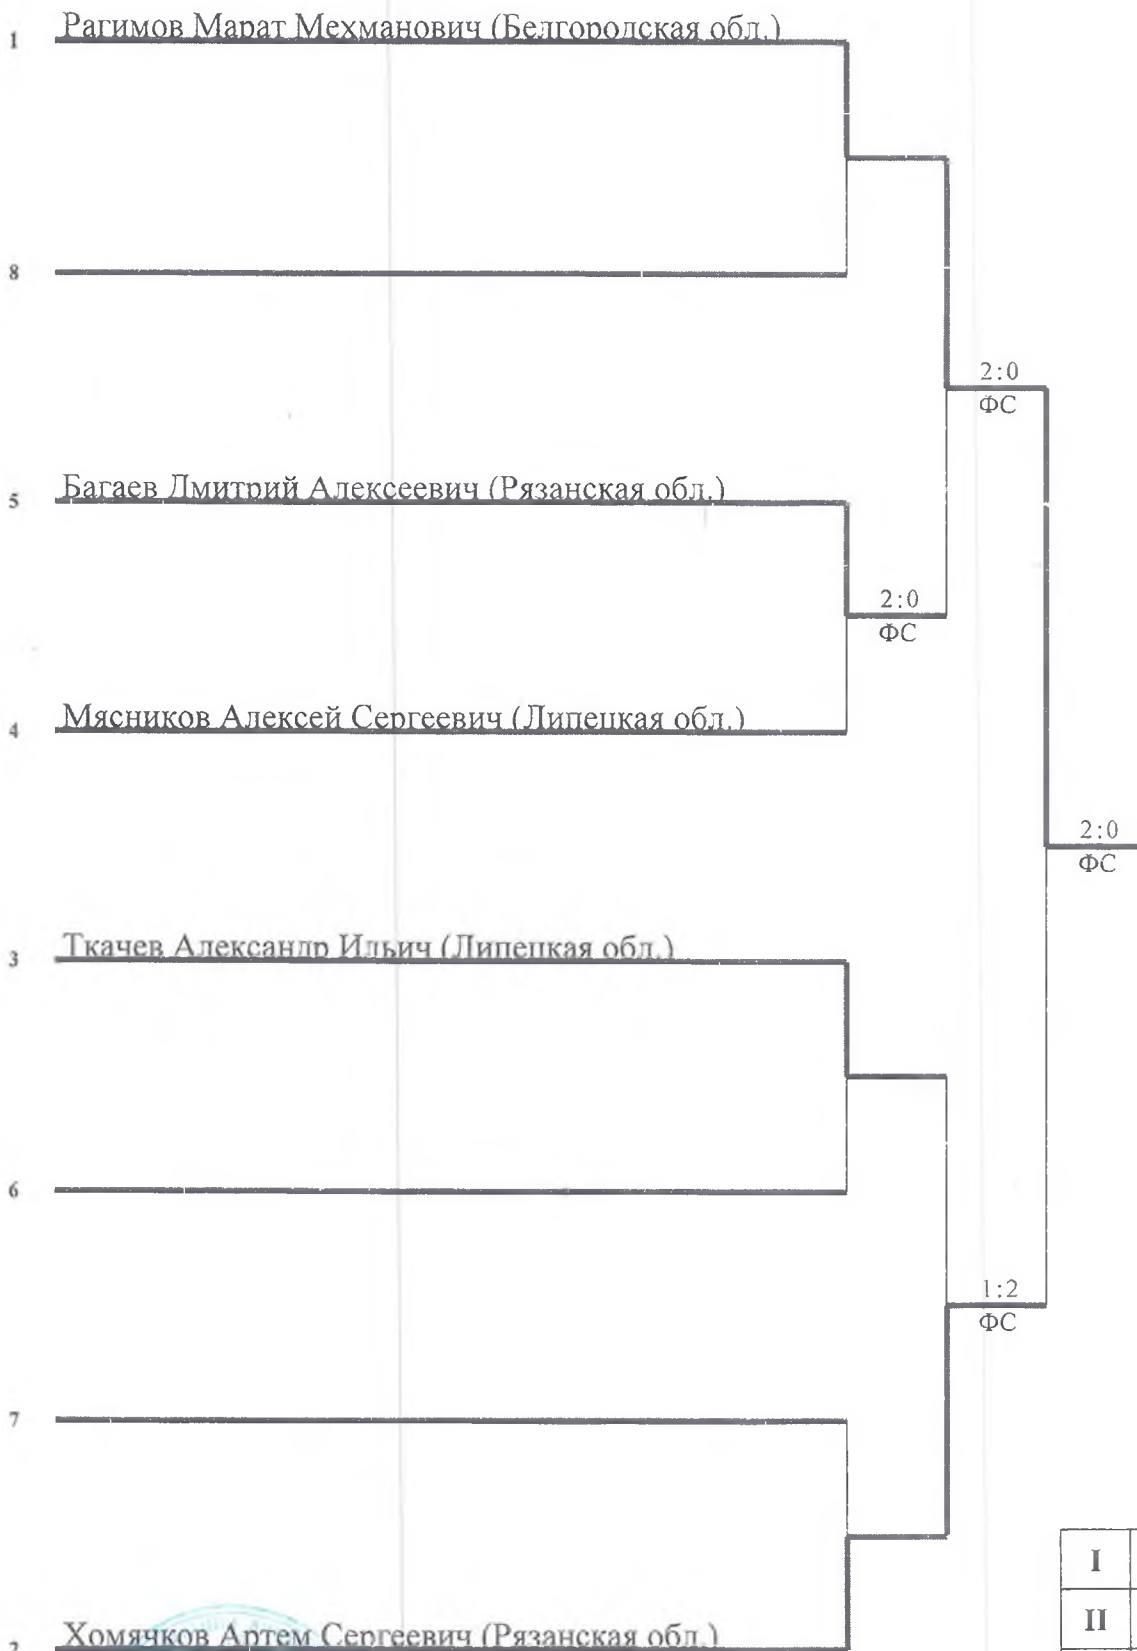 1 Рагимов Марат Мехманович (Белгородская обл.)
8
2:0
ФС
5 Багаев Дмитрий Алексеевич (Рязанская обл.)
2:0
ФС
4 Мясников Алексей Сергеевич (Липецкая обл.)
2:0
ФС
3 Ткачев Александр Ильич (Липецкая обл.)
6
1:2
ФС
7
I
II
2 Хомячков Артем Сергеевич (Рязанская обл.)